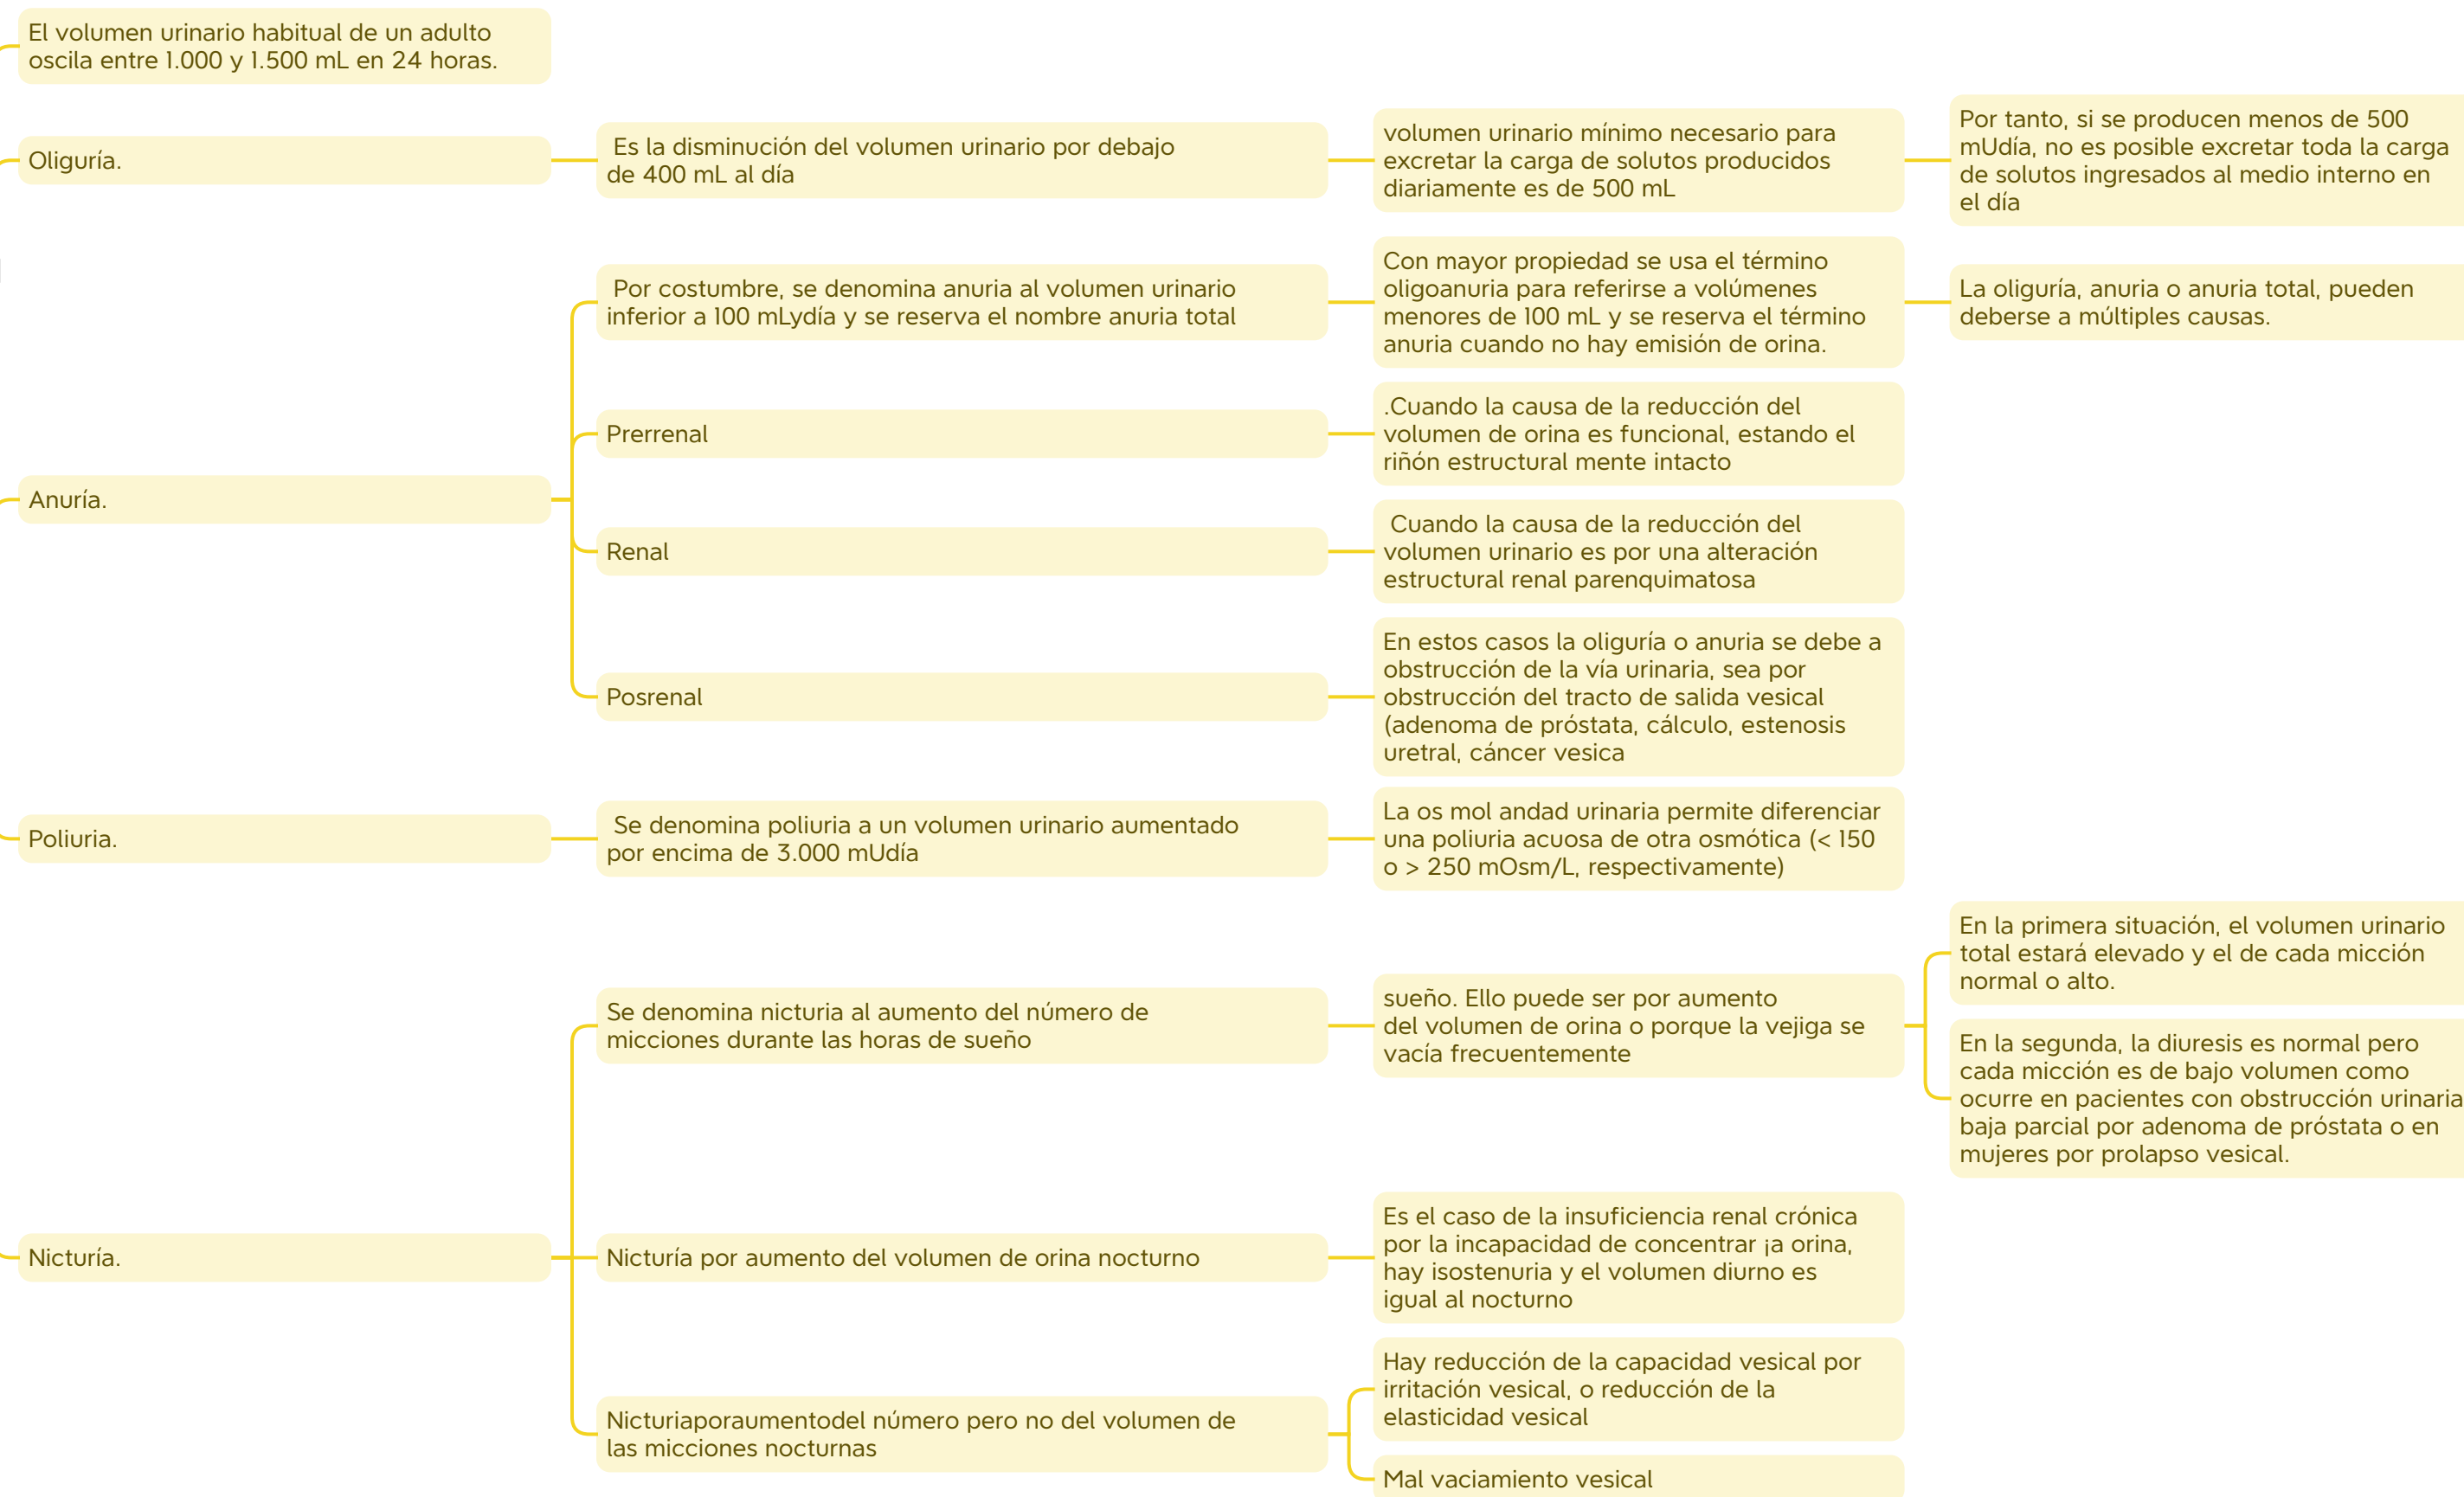 El volumen urinario habitual de un adulto
oscila entre 1.000 y 1.500 mL en 24 horas.
Oliguría.
Es la disminución del volumen urinario por debajo
de 400 mL al día
volumen urinario mínimo necesario para
excretar la carga de solutos producidos
diariamente es de 500 mL
Por tanto, si se producen menos de 500
mUdía, no es posible excretar toda la carga
de solutos ingresados al medio interno en
el día
Anuría.
Por costumbre, se denomina anuria al volumen urinario
inferior a 100 mLydía y se reserva el nombre anuria total
Con mayor propiedad se usa el término
oligoanuria para referirse a volúmenes
menores de 100 mL y se reserva el término
anuria cuando no hay emisión de orina.
La oliguría, anuria o anuria total, pueden
deberse a múltiples causas.
Prerrenal
.Cuando la causa de la reducción del
volumen de orina es funcional, estando el
riñón estructural mente intacto
Renal
Cuando la causa de la reducción del
volumen urinario es por una alteración
estructural renal parenquimatosa
Posrenal
En estos casos la oliguría o anuria se debe a
obstrucción de la vía urinaria, sea por
obstrucción del tracto de salida vesical
(adenoma de próstata, cálculo, estenosis
uretral, cáncer vesica
Poliuria.
Se denomina poliuria a un volumen urinario aumentado
por encima de 3.000 mUdía
La os mol andad urinaria permite diferenciar
una poliuria acuosa de otra osmótica (< 150
o > 250 mOsm/L, respectivamente)
Nicturía.
Se denomina nicturia al aumento del número de
micciones durante las horas de sueño
sueño. Ello puede ser por aumento
del volumen de orina o porque la vejiga se
vacía frecuentemente
En la primera situación, el volumen urinario
total estará elevado y el de cada micción
normal o alto.
En la segunda, la diuresis es normal pero
cada micción es de bajo volumen como
ocurre en pacientes con obstrucción urinaria
baja parcial por adenoma de próstata o en
mujeres por prolapso vesical.
Nicturía por aumento del volumen de orina nocturno
Es el caso de la insuficiencia renal crónica
por la incapacidad de concentrar ¡a orina,
hay isostenuria y el volumen diurno es
igual al nocturno
Nicturiaporaumentodel número pero no del volumen de
las micciones nocturnas
Hay reducción de la capacidad vesical por
irritación vesical, o reducción de la
elasticidad vesical
Mal vaciamiento vesical